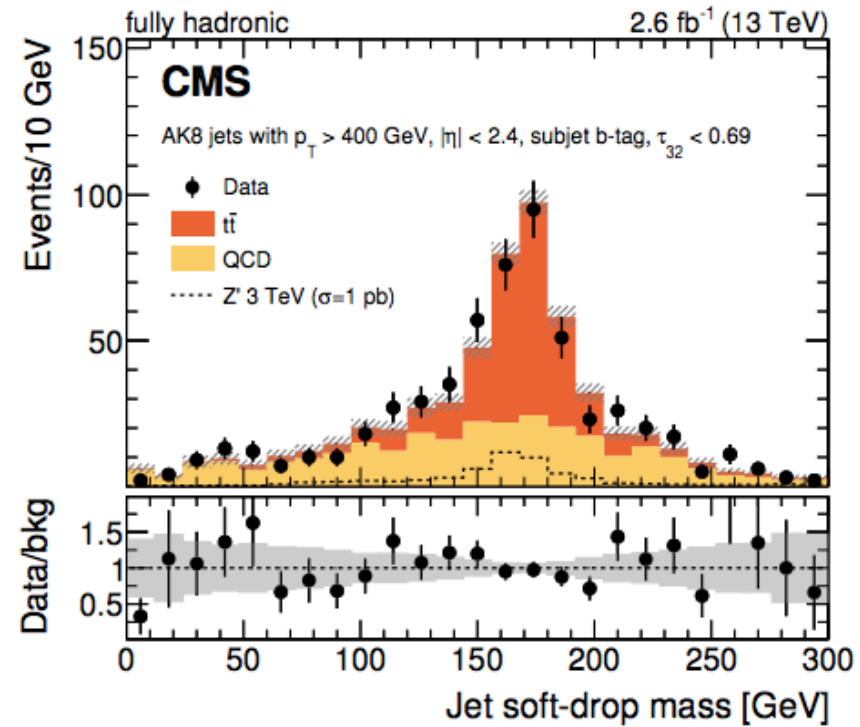 fully hadronic 2.6 fb⁻¹ (13 TeV)
CMS
AK8 jets with p_T > 400 GeV, |η| < 2.4, subjet b-tag, τ_32 < 0.69
Data
tt̄
QCD
Z' 3 TeV (σ=1 pb)
Events/10 GeV
150
100
50
Data/bkg
1.5
1
0.5
0 50 100 150 200 250 300
Jet soft-drop mass [GeV]